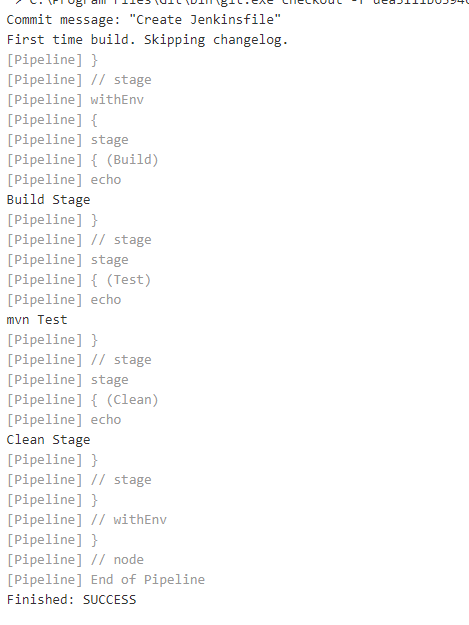 Commit message: "Create Jenkinsfile"
First time build. Skipping changelog.
[Pipeline] }
[Pipeline] // stage
[Pipeline] withEnv
[Pipeline] {
[Pipeline] stage
[Pipeline] { (Build)
[Pipeline] echo
Build Stage
[Pipeline] }
[Pipeline] // stage
[Pipeline] stage
[Pipeline] { (Test)
[Pipeline] echo
mvn Test
[Pipeline] }
[Pipeline] // stage
[Pipeline] stage
[Pipeline] { (Clean)
[Pipeline] echo
Clean Stage
[Pipeline] }
[Pipeline] // stage
[Pipeline] }
[Pipeline] // withEnv
[Pipeline] }
[Pipeline] // node
[Pipeline] End of Pipeline
Finished: SUCCESS